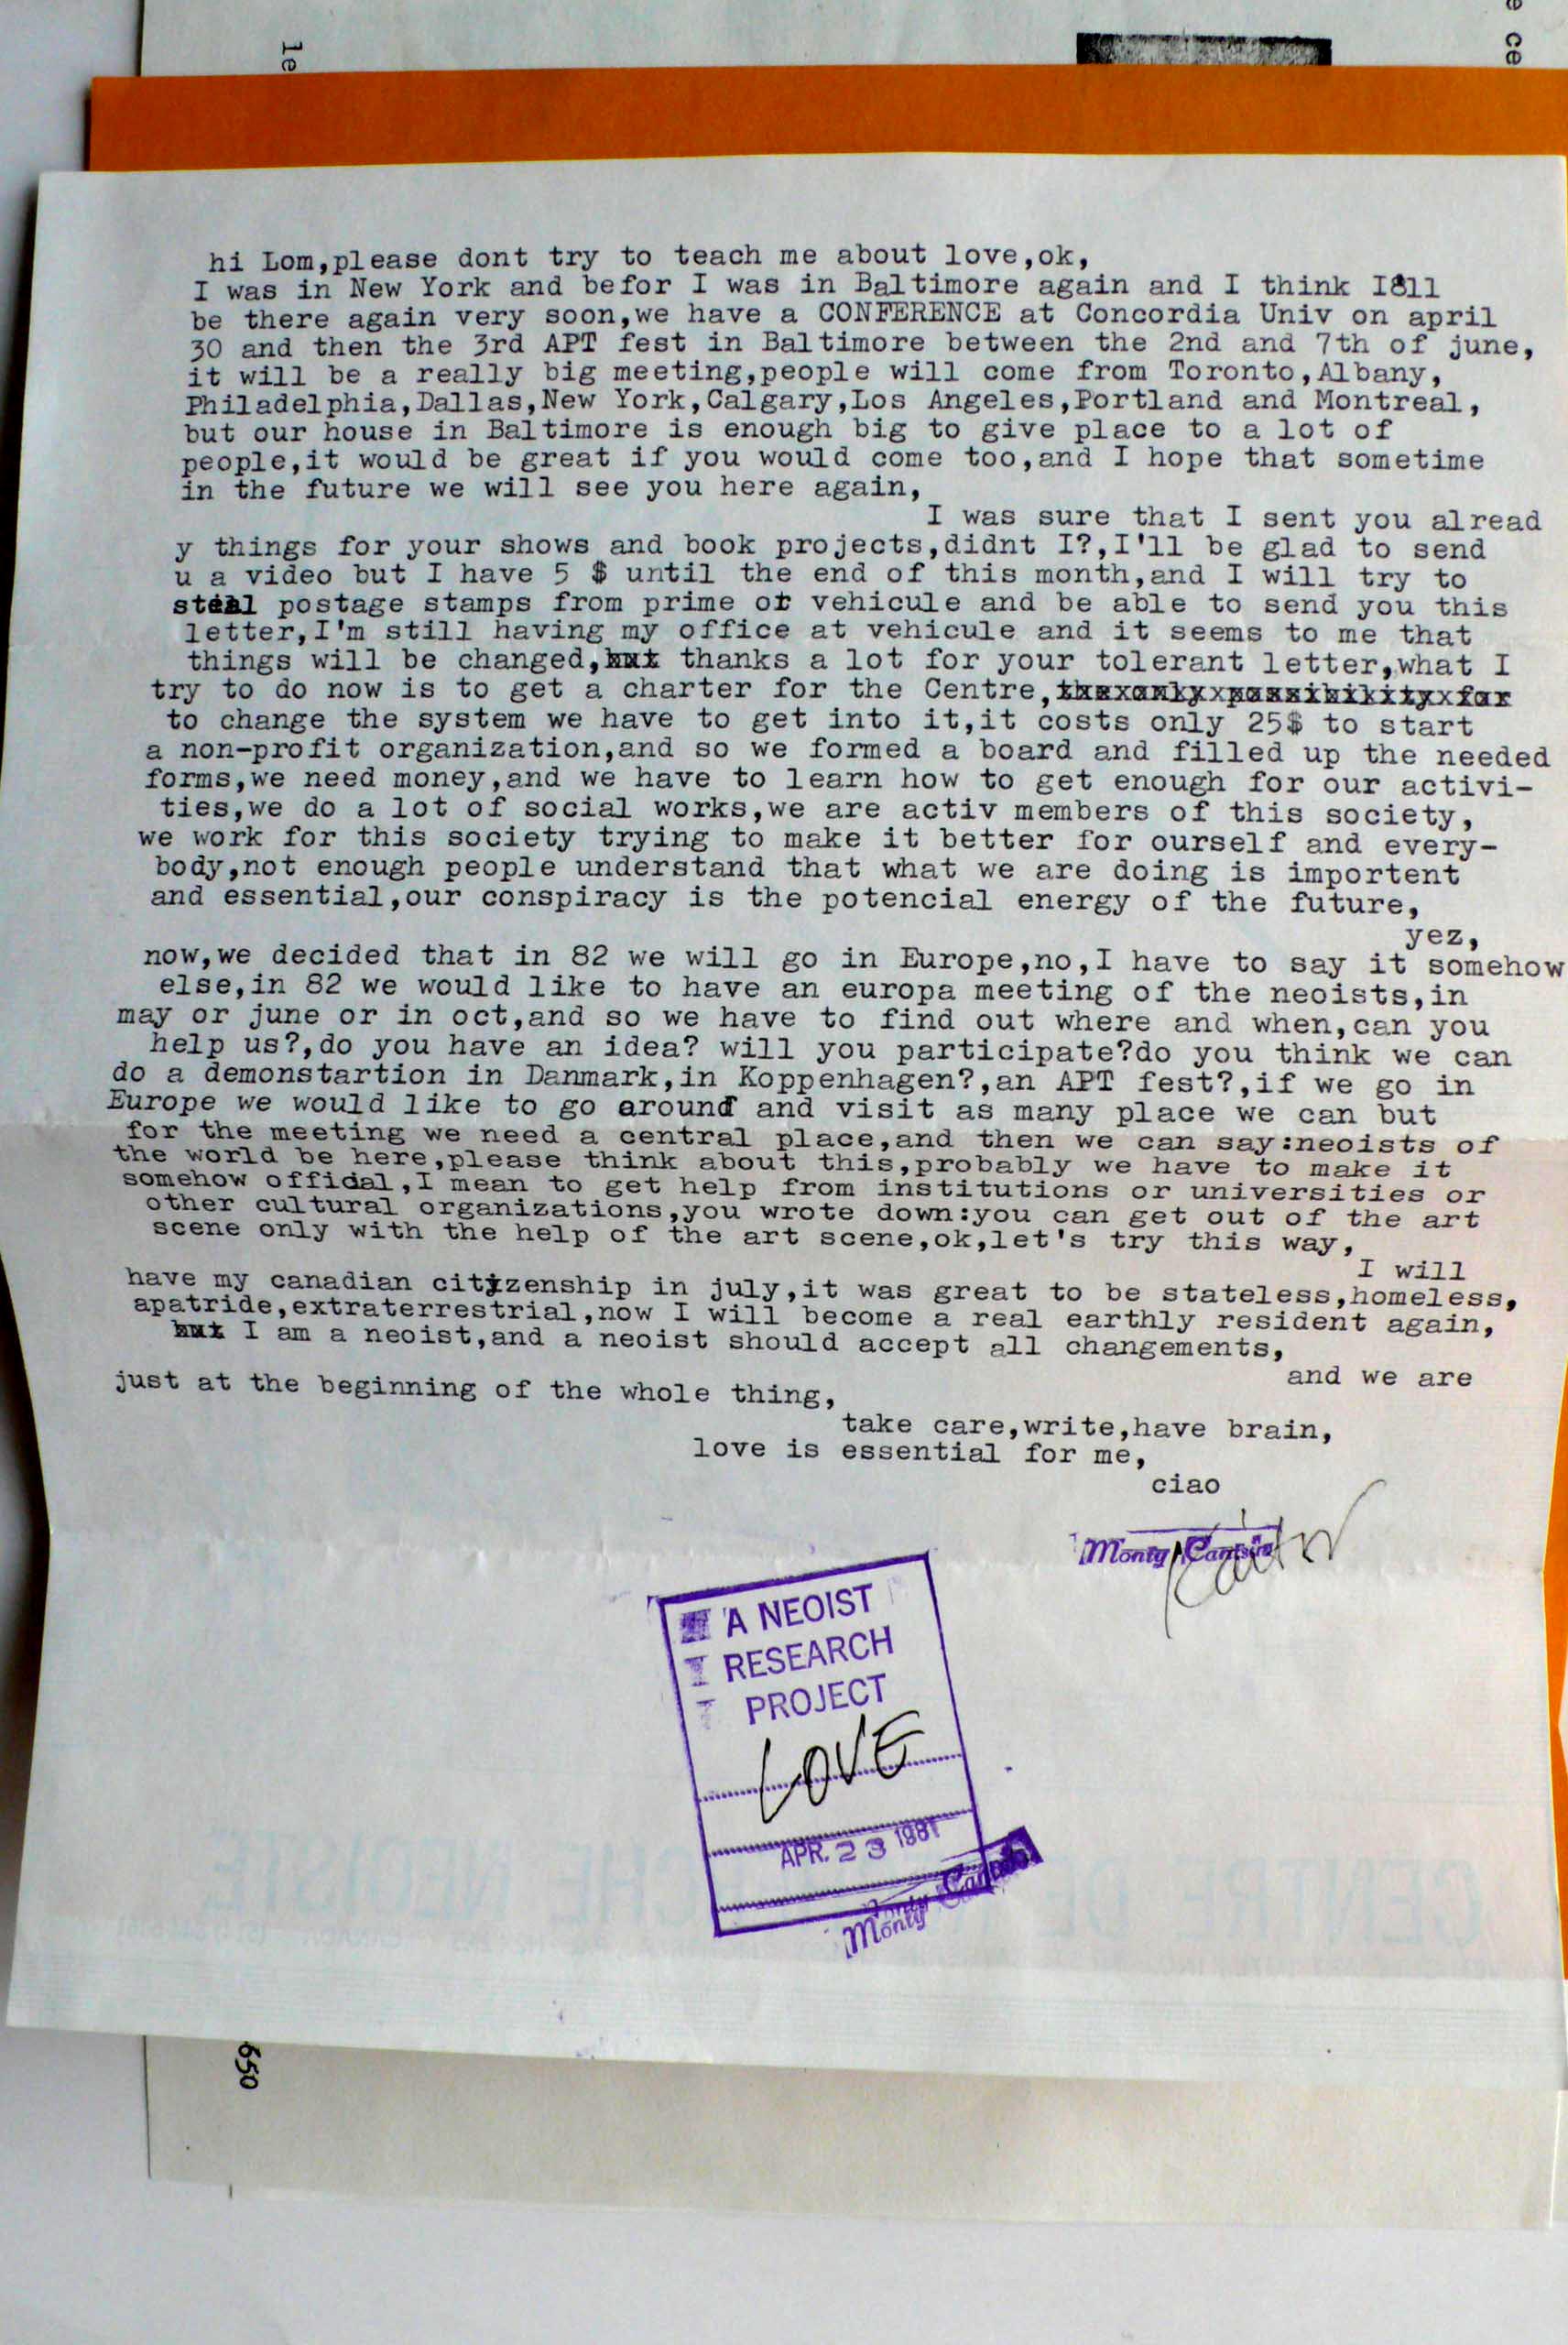 le
e ce
hi Lom,please dont try to teach me about love,ok,
I was in New York and befor I was in Baltimore again and I think I8ll
be there again very soon,we have a CONFERENCE at Concordia Univ on april
30 and then the 3rd APT fest in Baltimore between the 2nd and 7th of june,
it will be a really big meeting,people will come from Toronto,Albany,
Philadelphia,Dallas,New York,Calgary,Los Angeles,Portland and Montreal,
but our house in Baltimore is enough big to give place to a lot of
people,it would be great if you would come too,and I hope that sometime
in the future we will see you here again,
I was sure that I sent you alread
y things for your shows and book projects,didnt I?,I'll be glad to send
u a video but I have 5 $ until the end of this month,and I will try to
steal postage stamps from prime or vehicule and be able to send you this
letter,I'm still having my office at vehicule and it seems to me that
things will be changed,but thanks a lot for your tolerant letter,what I
try to do now is to get a charter for the Centre,the only possibility for
to change the system we have to get into it,it costs only 25$ to start
a non-profit organization,and so we formed a board and filled up the needed
forms,we need money,and we have to learn how to get enough for our activi-
ties,we do a lot of social works,we are activ members of this society,
we work for this society trying to make it better for ourself and every-
body,not enough people understand that what we are doing is importent
and essential,our conspiracy is the potencial energy of the future,
yez,
now,we decided that in 82 we will go in Europe,no,I have to say it somehow
else,in 82 we would like to have an europa meeting of the neoists,in
may or june or in oct,and so we have to find out where and when,can you
help us?,do you have an idea? will you participate?do you think we can
do a demonstartion in Danmark,in Koppenhagen?,an APT fest?,if we go in
Europe we would like to go around and visit as many place we can but
for the meeting we need a central place,and then we can say:neoists of
the world be here,please think about this,probably we have to make it
somehow offidal,I mean to get help from institutions or universities or
other cultural organizations,you wrote down:you can get out of the art
scene only with the help of the art scene,ok,let's try this way,
I will
have my canadian citizenship in july,it was great to be stateless,homeless,
apatride,extraterrestrial,now I will become a real earthly resident again,
but I am a neoist,and a neoist should accept all changements,
and we are
just at the beginning of the whole thing,
take care,write,have brain,
love is essential for me,
ciao
Monty Cantsin
A NEOIST
RESEARCH
PROJECT
LOVE
APR. 23 1981
Monty Cantsin
650